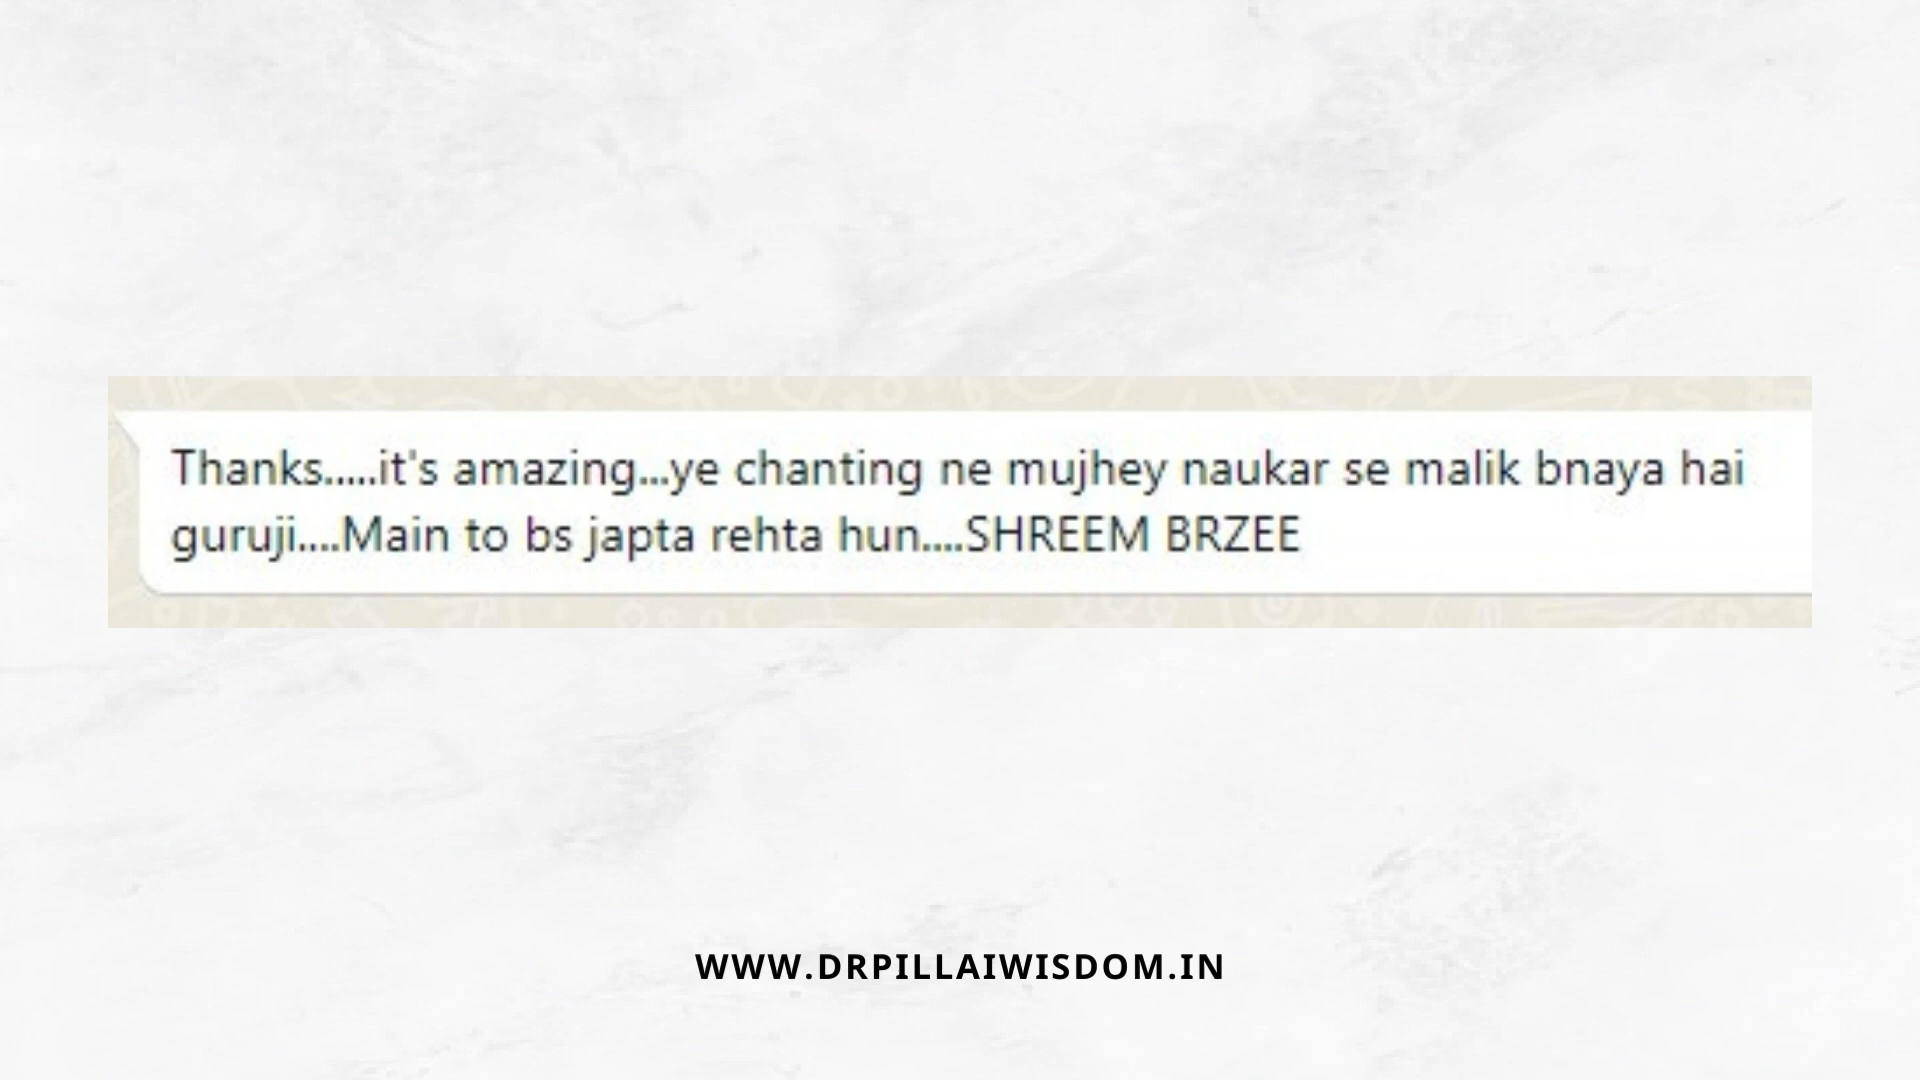 Thanks.....it's amazing...ye chanting ne mujhey naukar se malik bnaya hai
guruji....Main to bs japta rehta hun....SHREEM BRZEE
WWW.DRPILLAIWISDOM.IN